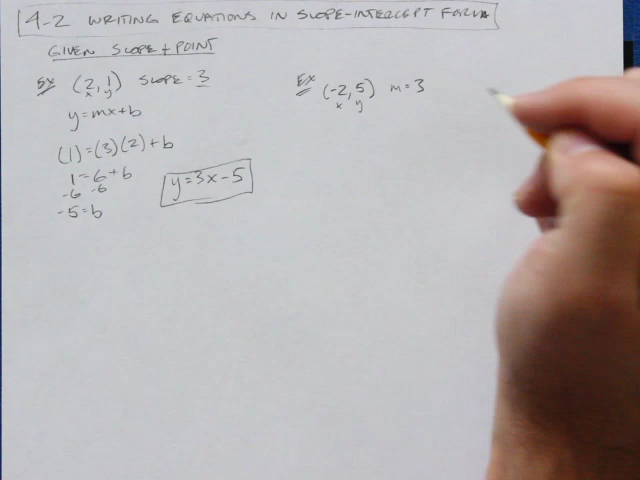 4-2 WRITING EQUATIONS IN SLOPE-INTERCEPT FORM
GIVEN SLOPE + POINT
EX (2,1) SLOPE = 3
x y
y=mx+b
(1)=(3)(2)+b
1=6+b
-6 -6
-5=b
y=3x-5
EX (-2,5) m=3
x y